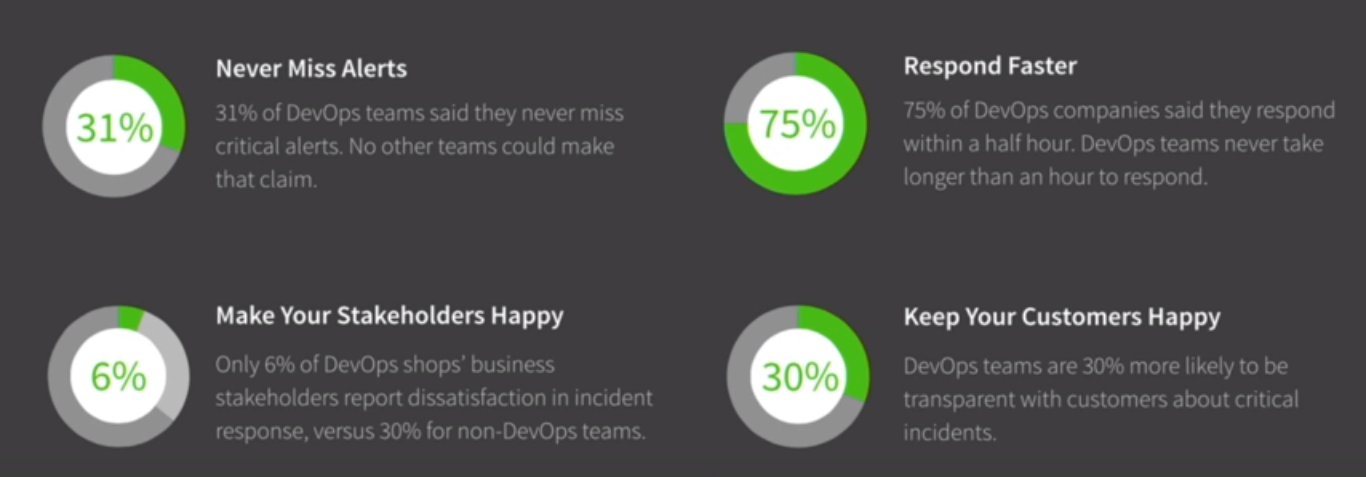 31%
Never Miss Alerts
31% of DevOps teams said they never miss
critical alerts. No other teams could make
that claim.
75%
Respond Faster
75% of DevOps companies said they respond
within a half hour. DevOps teams never take
longer than an hour to respond.
6%
Make Your Stakeholders Happy
Only 6% of DevOps shops' business
stakeholders report dissatisfaction in incident
response, versus 30% for non-DevOps teams.
30%
Keep Your Customers Happy
DevOps teams are 30% more likely to be
transparent with customers about critical
incidents.